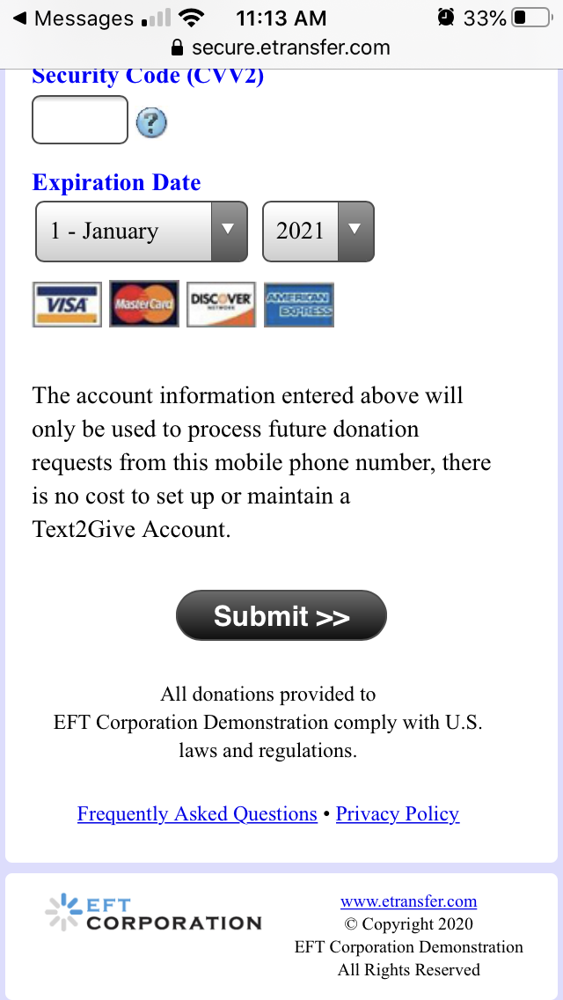 Messages 11:13 AM 33%
secure.etransfer.com
Security Code (CVV2)
?
Expiration Date
1 - January 2021
VISA MasterCard DISCOVER NETWORK AMERICAN EXPRESS
The account information entered above will
only be used to process future donation
requests from this mobile phone number, there
is no cost to set up or maintain a
Text2Give Account.
Submit >>
All donations provided to
EFT Corporation Demonstration comply with U.S.
laws and regulations.
Frequently Asked Questions • Privacy Policy
EFT
CORPORATION
www.etransfer.com
© Copyright 2020
EFT Corporation Demonstration
All Rights Reserved